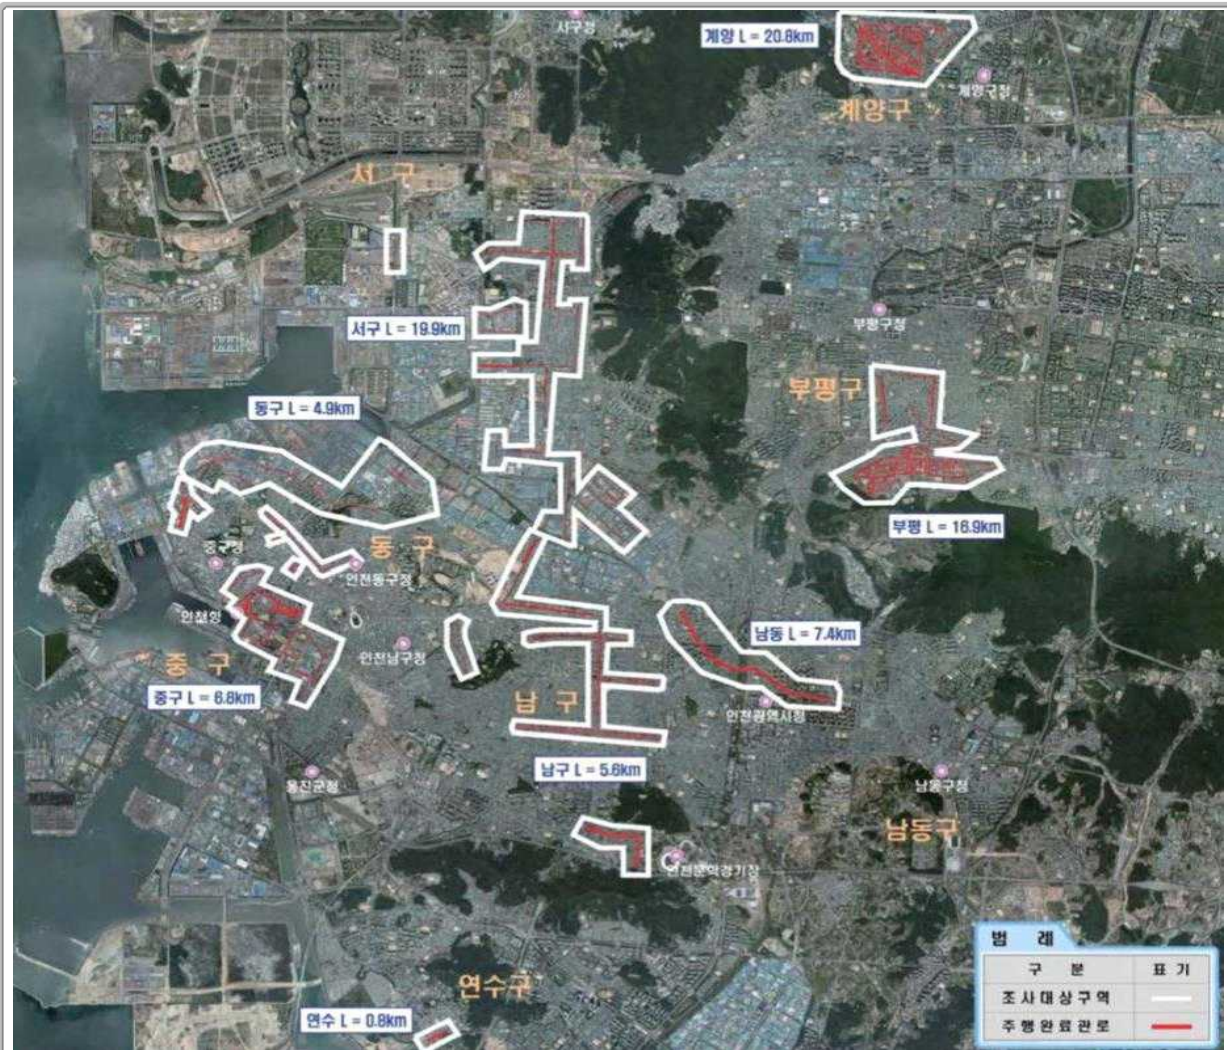 서구청
계양 L = 20.8km
계양구청
계양구
서 구
서구 L = 19.9km
부평구청
부평구
동구 L = 4.9km
부평 L = 16.9km
중구청
동 구
인천동구청
인천항
인천남구청
남동 L = 7.4km
중 구
중구 L = 6.8km
남 구
인천광역시청
남구 L = 5.6km
옹진군청
남동구청
남동구
인천문학경기장
연수구
연수 L = 0.8km
범 례
구 분 표 기
조사대상구역
주행완료관로